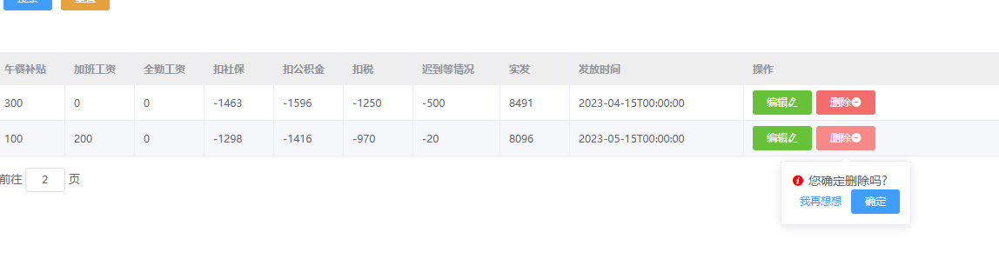 午餐补贴 加班工资 全勤工资 扣社保 扣公积金 扣税 迟到等情况 实发 发放时间 操作
300 0 0 -1463 -1596 -1250 -500 8491 2023-04-15T00:00:00 编辑 删除
100 200 0 -1298 -1416 -970 -20 8096 2023-05-15T00:00:00 编辑 删除
前往 2 页
您确定删除吗?
我再想想 确定